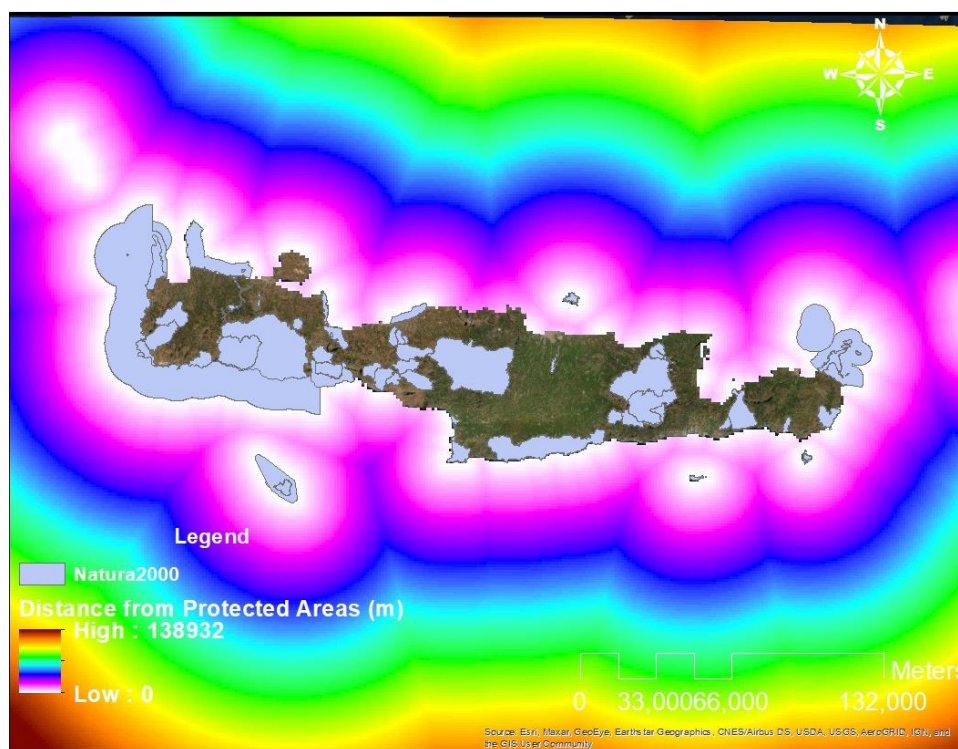 N
W E
S
Legend
Natura2000
Distance from Protected Areas (m)
High : 138932
Low : 0
Meters
0 33,00066,000 132,000
Source: Esri, Maxar, GeoEye, Earthstar Geographics, CNES/Airbus DS, USDA, USGS, AeroGRID, IGN, and
the GIS User Community